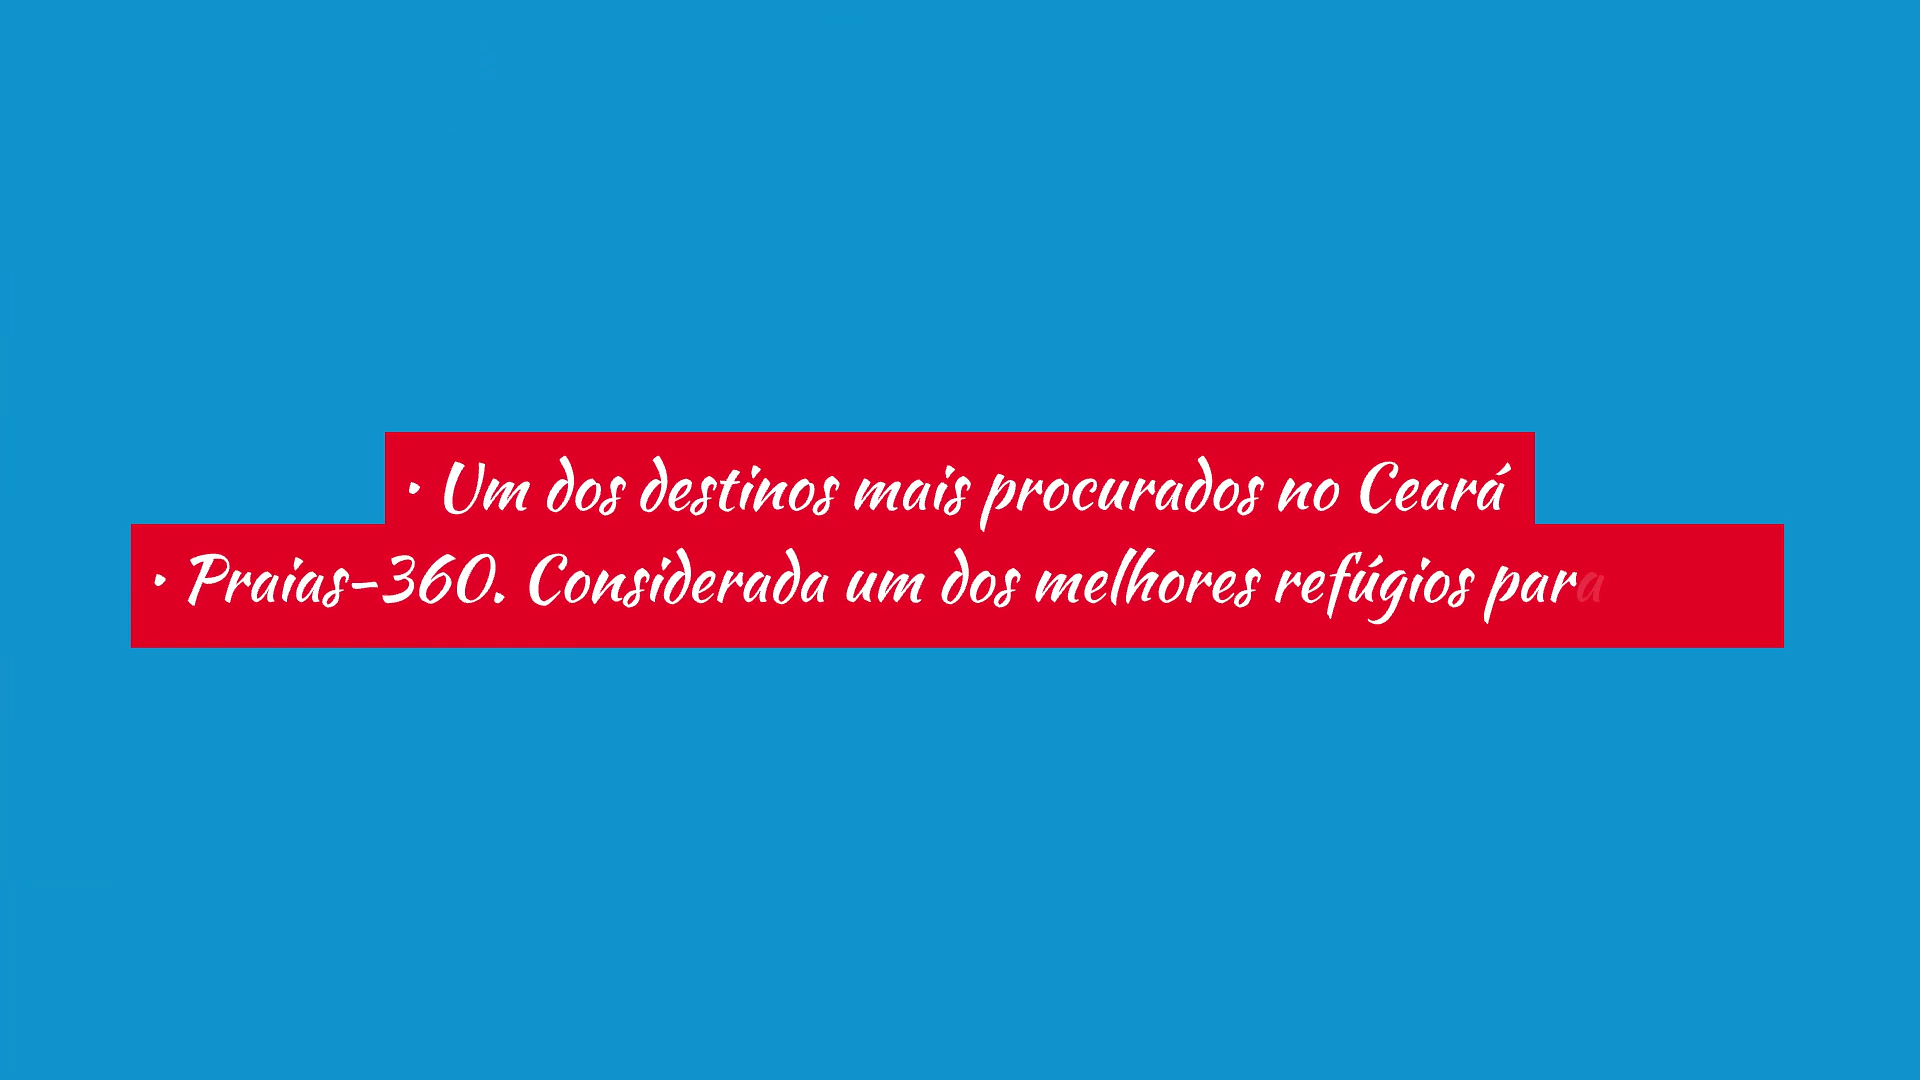 • Um dos destinos mais procurados no Ceará
• Praias-360. Considerada um dos melhores refúgios para